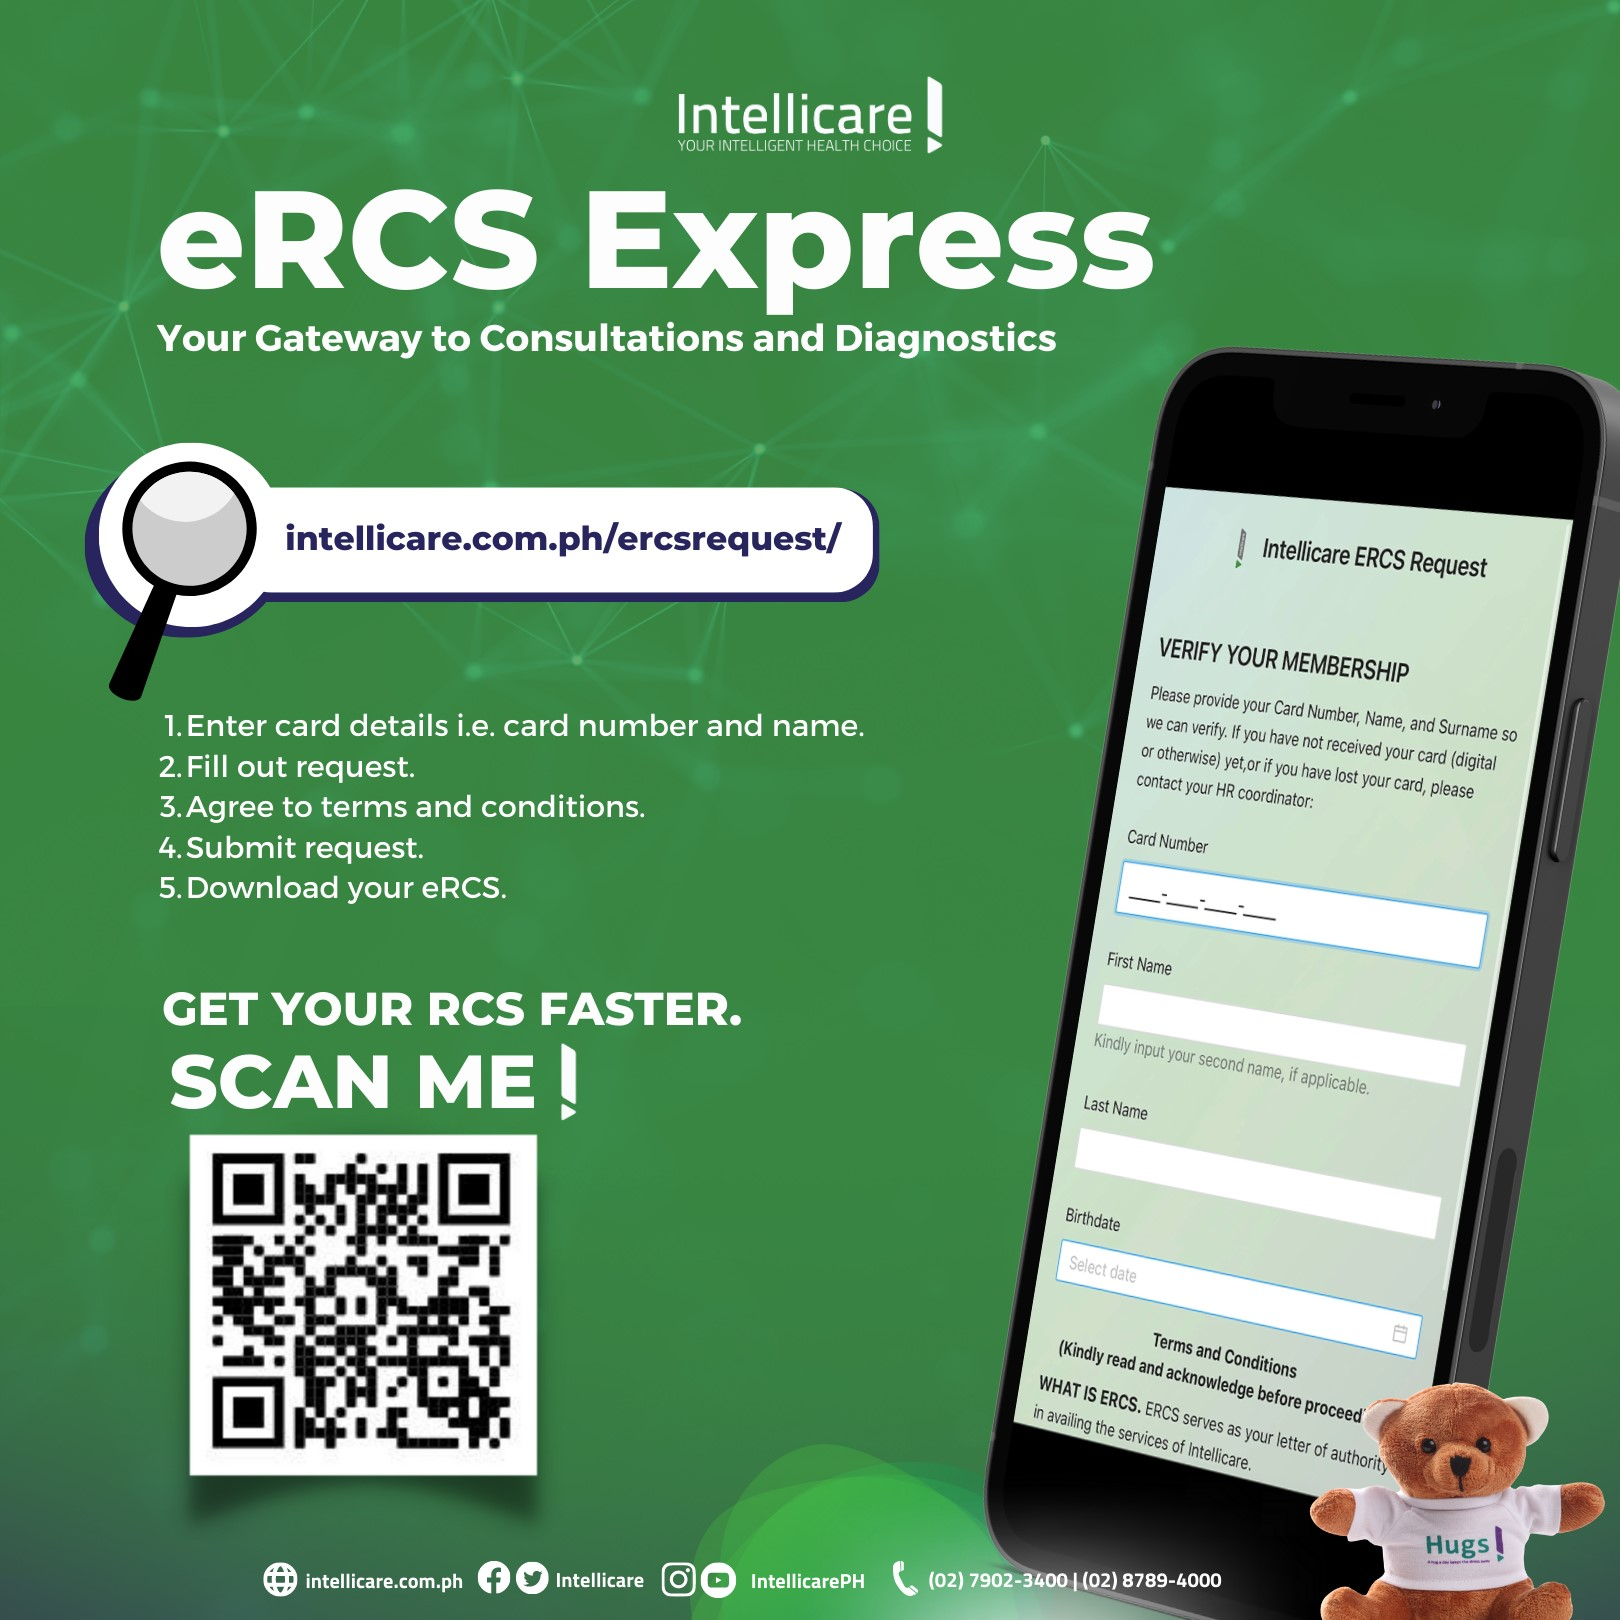 Intellicare
YOUR INTELLIGENT HEALTH CHOICE
eRCS Express
Your Gateway to Consultations and Diagnostics
intellicare.com.ph/ercsrequest/
1. Enter card details i.e. card number and name.
2. Fill out request.
3. Agree to terms and conditions.
4. Submit request.
5. Download your eRCS.
GET YOUR RCS FASTER.
SCAN ME!
Intellicare ERCS Request
VERIFY YOUR MEMBERSHIP
Please provide your Card Number, Name, and Surname so
we can verify. If you have not received your card (digital
or otherwise) yet,or if you have lost your card, please
contact your HR coordinator:
Card Number
___-___-___-___
First Name
Kindly input your second name, if applicable.
Last Name
Birthdate
Select date
Terms and Conditions
(Kindly read and acknowledge before proceed
WHAT IS ERCS. ERCS serves as your letter of authority
in availing the services of Intellicare.
Hugs!
intellicare.com.ph
Intellicare
IntellicarePH
(02) 7902-3400 | (02) 8789-4000